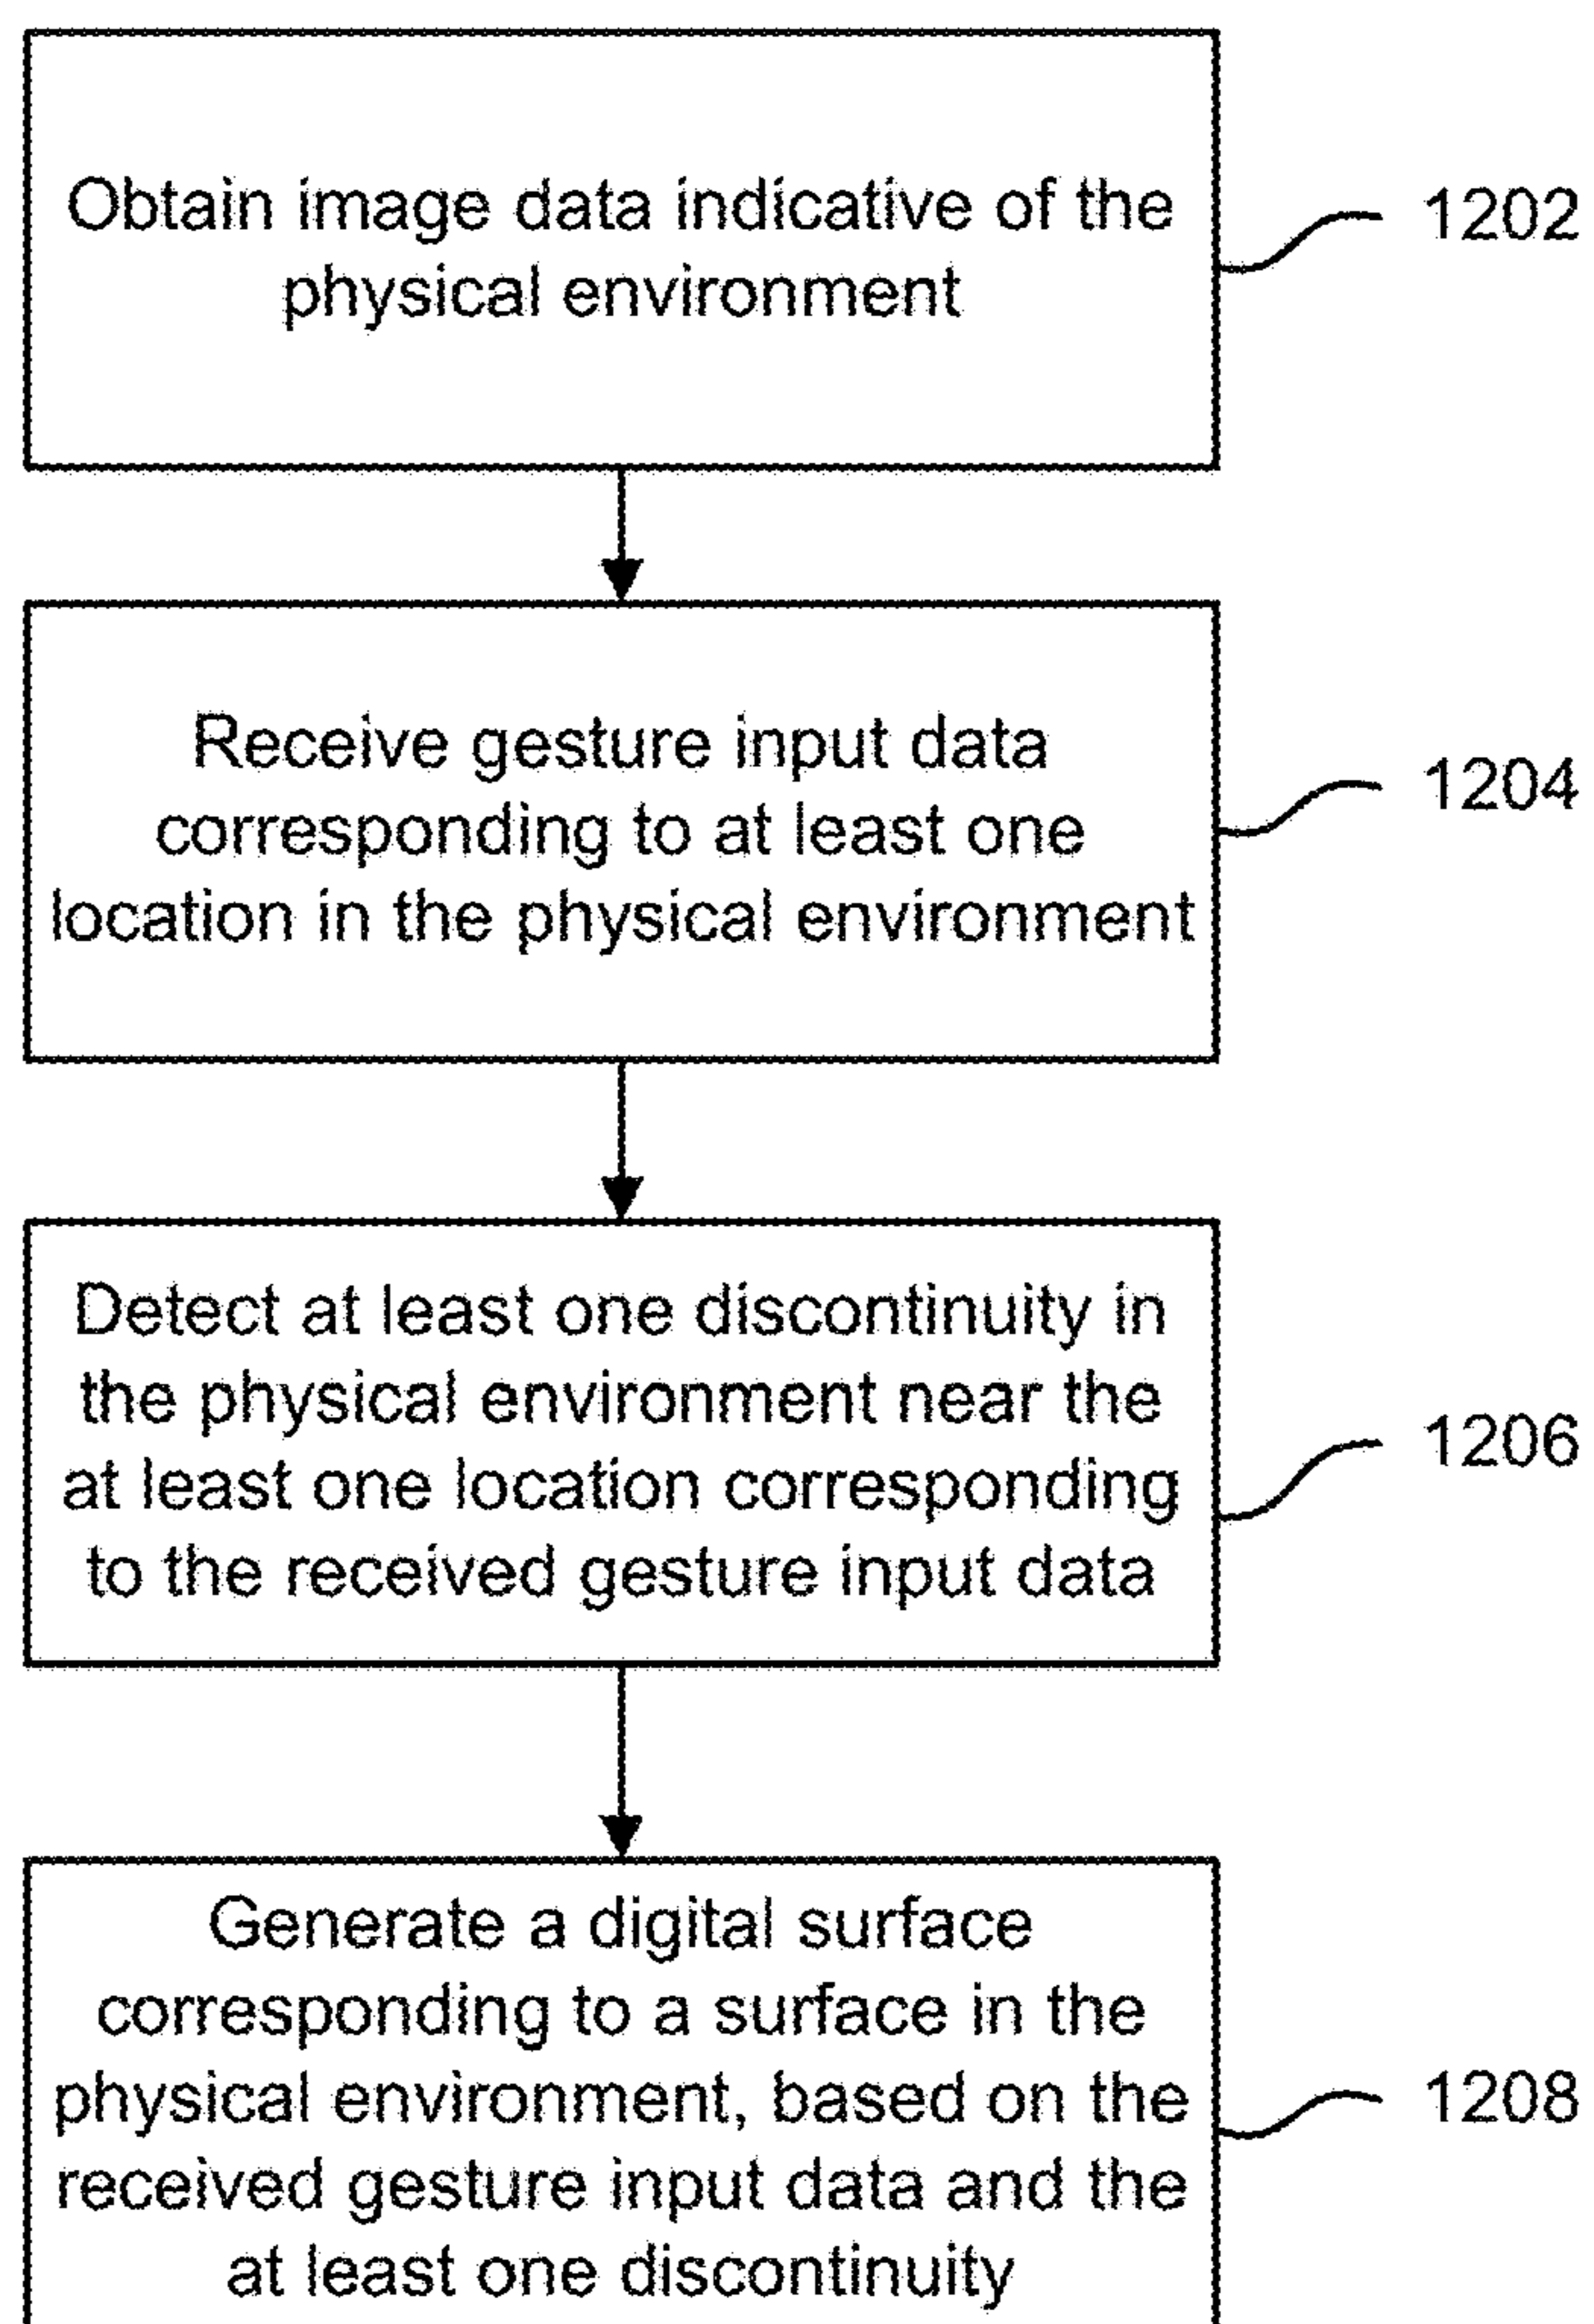 Obtain image data indicative of the
physical environment
1202
Receive gesture input data
corresponding to at least one
location in the physical environment
1204
Detect at least one discontinuity in
the physical environment near the
at least one location corresponding
to the received gesture input data
1206
Generate a digital surface
corresponding to a surface in the
physical environment, based on the
received gesture input data and the
at least one discontinuity
1208